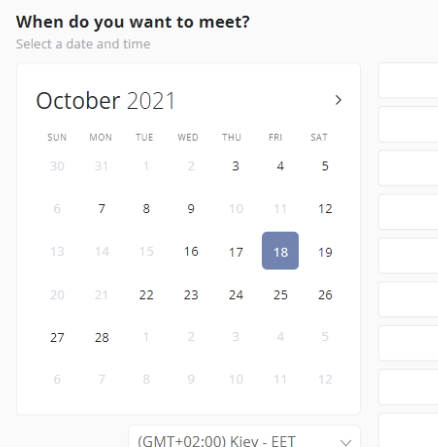 When do you want to meet?
Select a date and time
October 2021
SUN MON TUE WED THU FRI SAT
30 31 1 2 3 4 5
6 7 8 9 10 11 12
13 14 15 16 17 18 19
20 21 22 23 24 25 26
27 28 1 2 3 4 5
6 7 8 9 10 11 12
(GMT+02:00) Kiev - EET